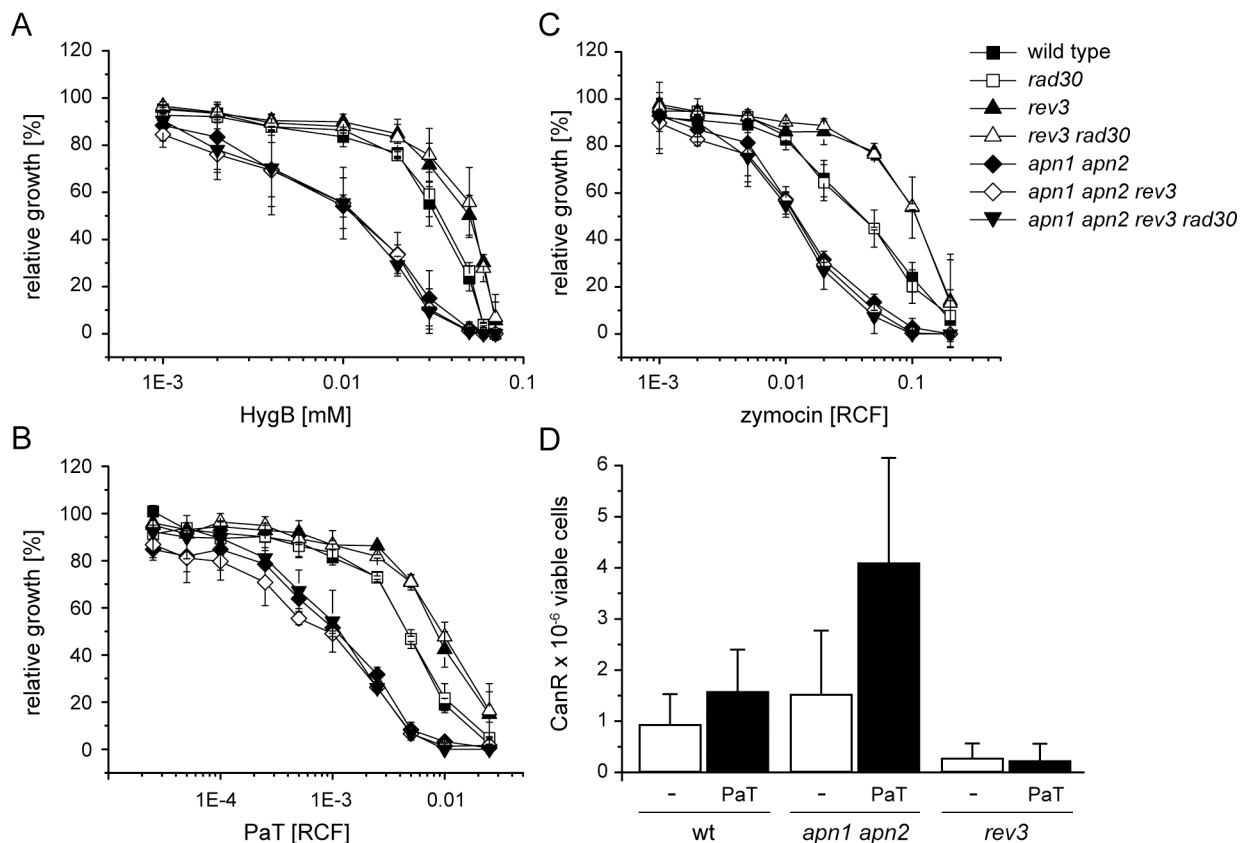 A
120
100
80
60
40
20
0
relative growth [%]
1E-3
0.01
0.1
HygB [mM]
C
120
100
80
60
40
20
0
relative growth [%]
1E-3
0.01
0.1
zymocin [RCF]
wild type
rad30
rev3
rev3 rad30
apn1 apn2
apn1 apn2 rev3
apn1 apn2 rev3 rad30
B
120
100
80
60
40
20
0
relative growth [%]
1E-4
1E-3
0.01
PaT [RCF]
D
6
5
4
3
2
1
0
CanR x 10⁻⁶ viable cells
- PaT - PaT - PaT
wt apn1 apn2 rev3